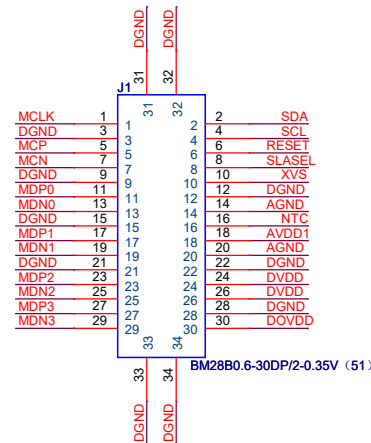 DGND DGND
31 32
J1
31 32
MCLK 1 1 2 2 SDA
DGND 3 3 4 4 SCL
MCP 5 5 6 6 RESET
MCN 7 7 8 8 SLASEL
DGND 9 9 10 10 XVS
MDP0 11 11 12 12 DGND
MDN0 13 13 14 14 AGND
DGND 15 15 16 16 NTC
MDP1 17 17 18 18 AVDD1
MDN1 19 19 20 20 AGND
DGND 21 21 22 22 DGND
MDP2 23 23 24 24 DVDD
MDN2 25 25 26 26 DVDD
MDP3 27 27 28 28 DGND
MDN3 29 29 30 30 DOVDD
33 34
BM28B0.6-30DP/2-0.35V（51）
33 34
DGND DGND